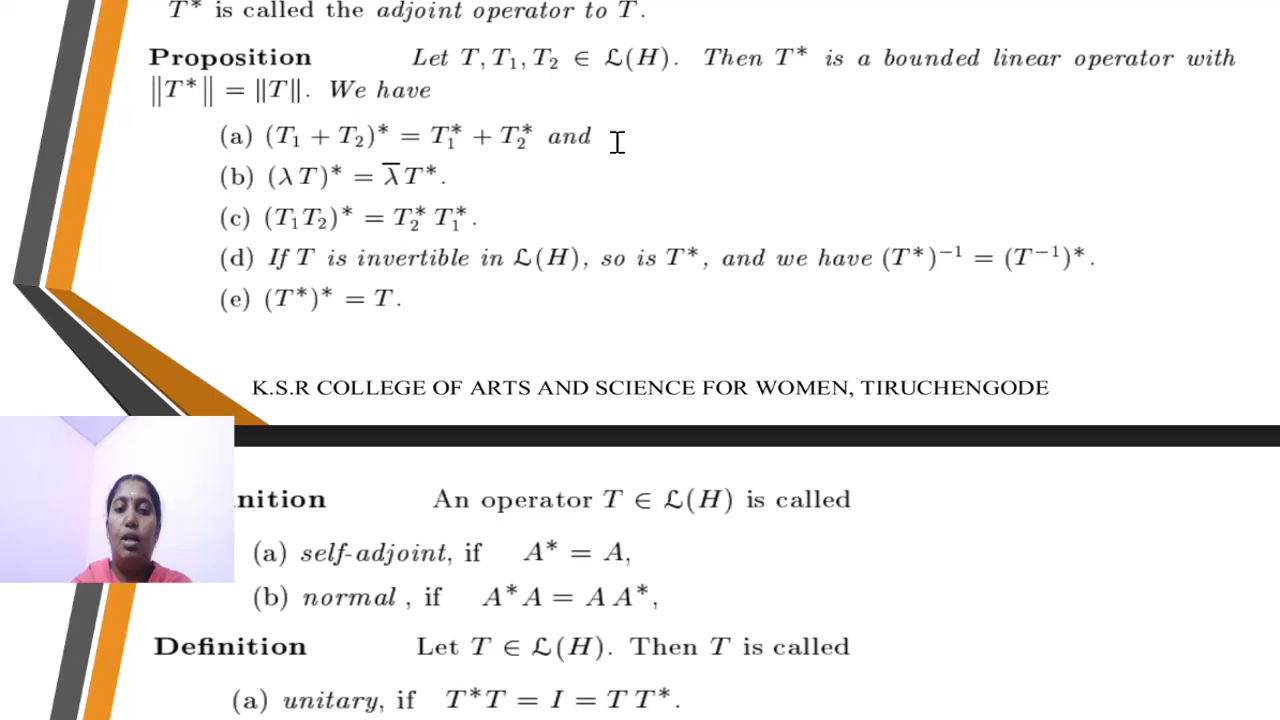 T* is called the adjoint operator to T.
Proposition Let T, T₁, T₂ ∈ ℒ(H). Then T* is a bounded linear operator with
‖T*‖ = ‖T‖. We have
(a) (T₁ + T₂)* = T₁* + T₂* and
(b) (λT)* = λ̅T*.
(c) (T₁T₂)* = T₂* T₁*.
(d) If T is invertible in ℒ(H), so is T*, and we have (T*)⁻¹ = (T⁻¹)*.
(e) (T*)* = T.
K.S.R COLLEGE OF ARTS AND SCIENCE FOR WOMEN, TIRUCHENGODE
nition An operator T ∈ ℒ(H) is called
(a) self-adjoint, if A* = A,
(b) normal , if A*A = AA*,
Definition Let T ∈ ℒ(H). Then T is called
(a) unitary, if T*T = I = TT*.